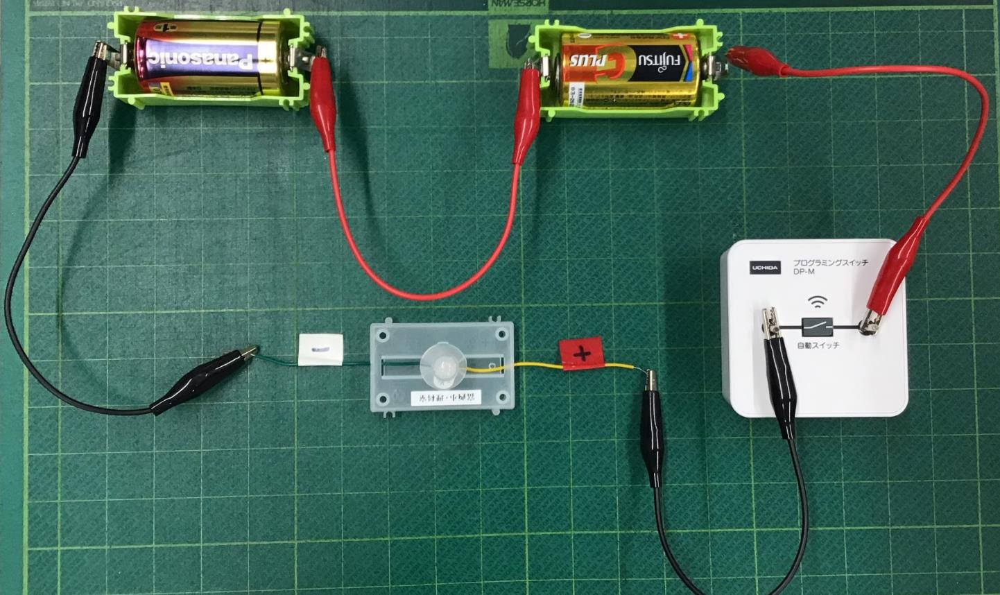 HORSEMAN
Panasonic
FUJITSU
G PLUS
UCHIDA
プログラミングスイッチ
DP-M
自動スイッチ
-
+